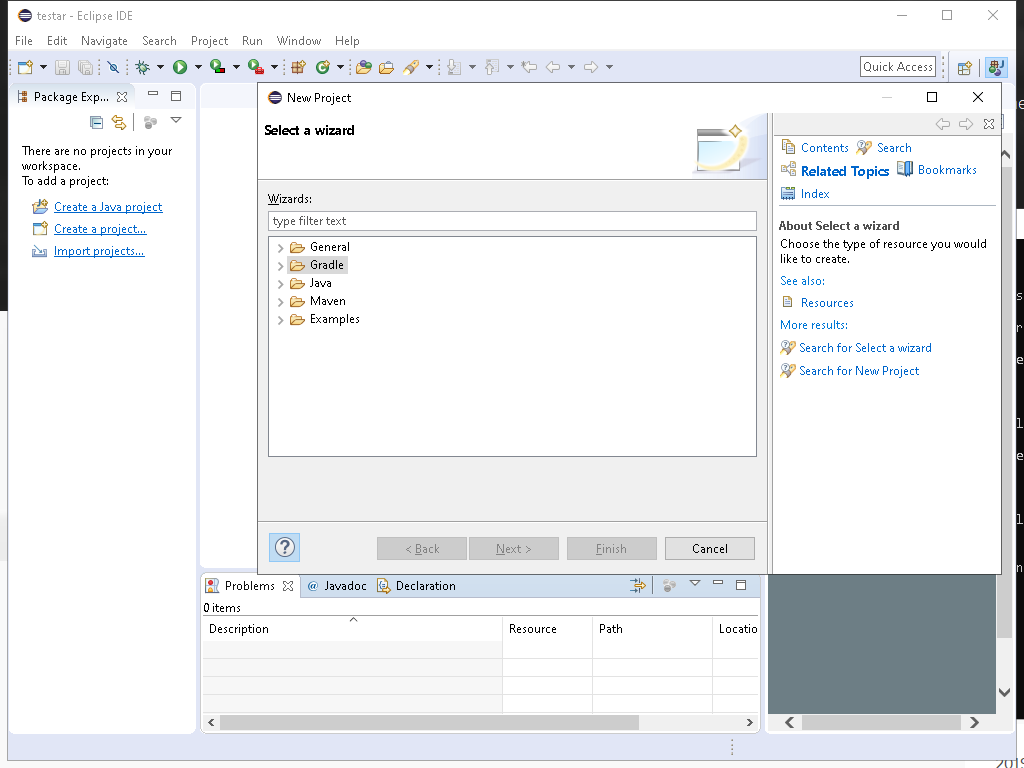 testar - Eclipse IDE
File Edit Navigate Search Project Run Window Help
Quick Access
Package Exp...
There are no projects in your
workspace.
To add a project:
Create a Java project
Create a project...
Import projects...
New Project
Select a wizard
Wizards:
type filter text
General
Gradle
Java
Maven
Examples
< Back Next > Finish Cancel
Contents Search
Related Topics Bookmarks
Index
About Select a wizard
Choose the type of resource you would
like to create.
See also:
Resources
More results:
Search for Select a wizard
Search for New Project
Problems @ Javadoc Declaration
0 items
Description Resource Path Locatio